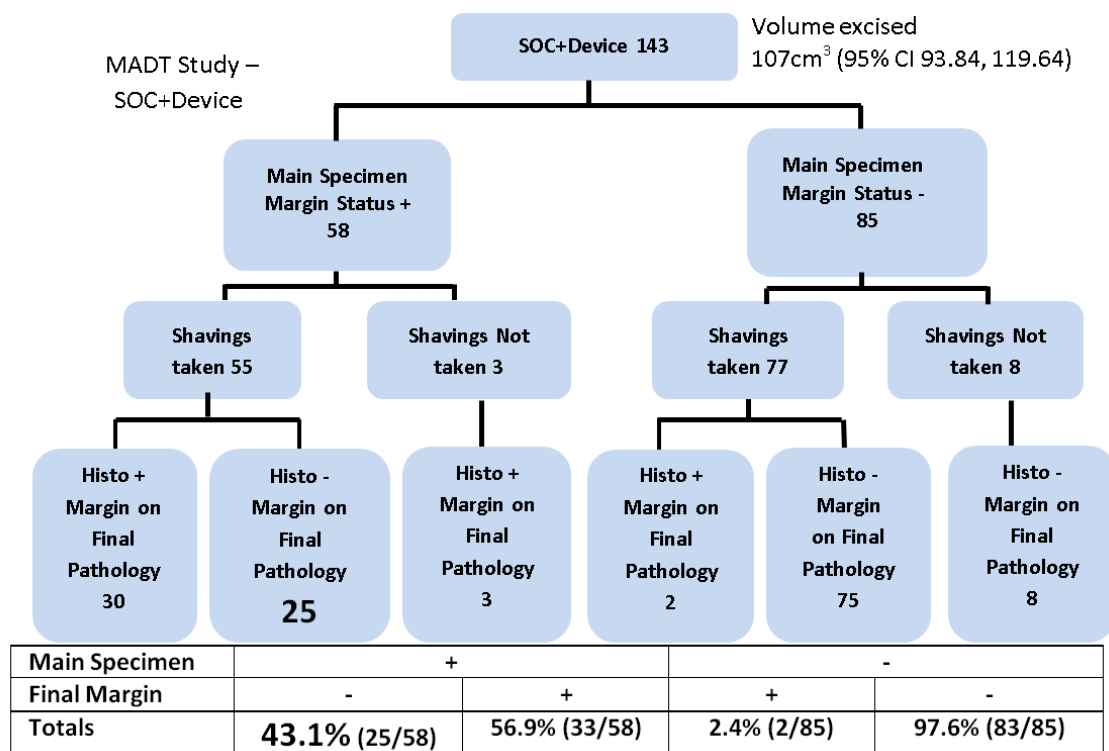 MADT Study –
SOC+Device
SOC+Device 143
Volume excised
107cm³ (95% CI 93.84, 119.64)
Main Specimen
Margin Status +
58
Main Specimen
Margin Status -
85
Shavings
taken 55
Shavings Not
taken 3
Shavings
taken 77
Shavings Not
taken 8
Histo +
Margin on
Final
Pathology
30
Histo -
Margin on
Final
Pathology
25
Histo +
Margin on
Final
Pathology
3
Histo +
Margin on
Final
Pathology
2
Histo -
Margin
on Final
Pathology
75
Histo -
Margin on
Final
Pathology
8
Main Specimen + -
Final Margin - + + -
Totals 43.1% (25/58) 56.9% (33/58) 2.4% (2/85) 97.6% (83/85)